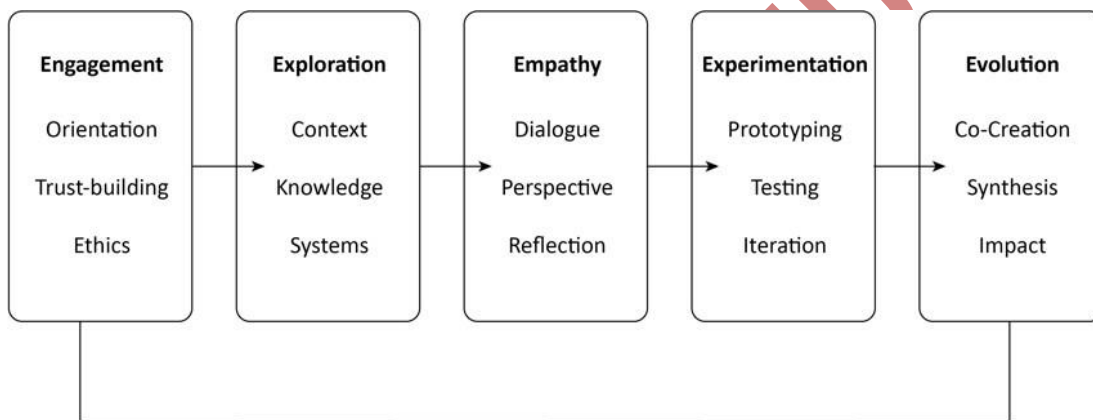 Engagement
Orientation
Trust-building
Ethics
Exploration
Context
Knowledge
Systems
Empathy
Dialogue
Perspective
Reflection
Experimentation
Prototyping
Testing
Iteration
Evolution
Co-Creation
Synthesis
Impact